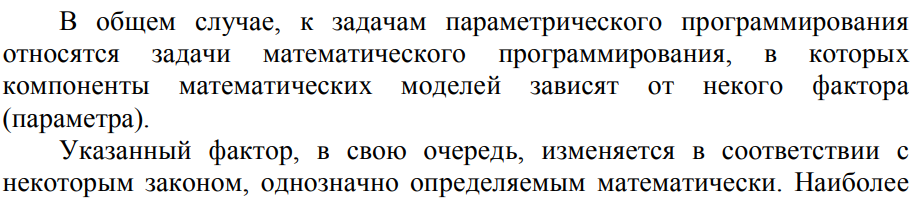 В общем случае, к задачам параметрического программирования
относятся задачи математического программирования, в которых
компоненты математических моделей зависят от некого фактора
(параметра).
Указанный фактор, в свою очередь, изменяется в соответствии с
некоторым законом, однозначно определяемым математически. Наиболее